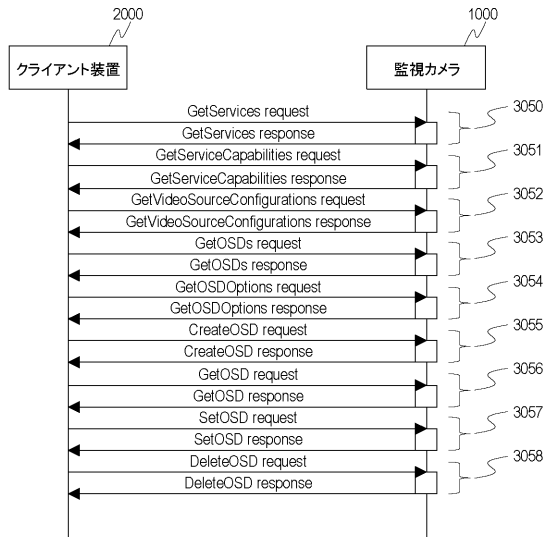 2000
1000
クライアント装置
監視カメラ
GetServices request
3050
GetServices response
GetServiceCapabilities request
3051
GetServiceCapabilities response
GetVideoSourceConfigurations request
3052
GetVideoSourceConfigurations response
GetOSDs request
3053
GetOSDs response
GetOSDOptions request
3054
GetOSDOptions response
CreateOSD request
3055
CreateOSD response
GetOSD request
3056
GetOSD response
SetOSD request
3057
SetOSD response
DeleteOSD request
3058
DeleteOSD response